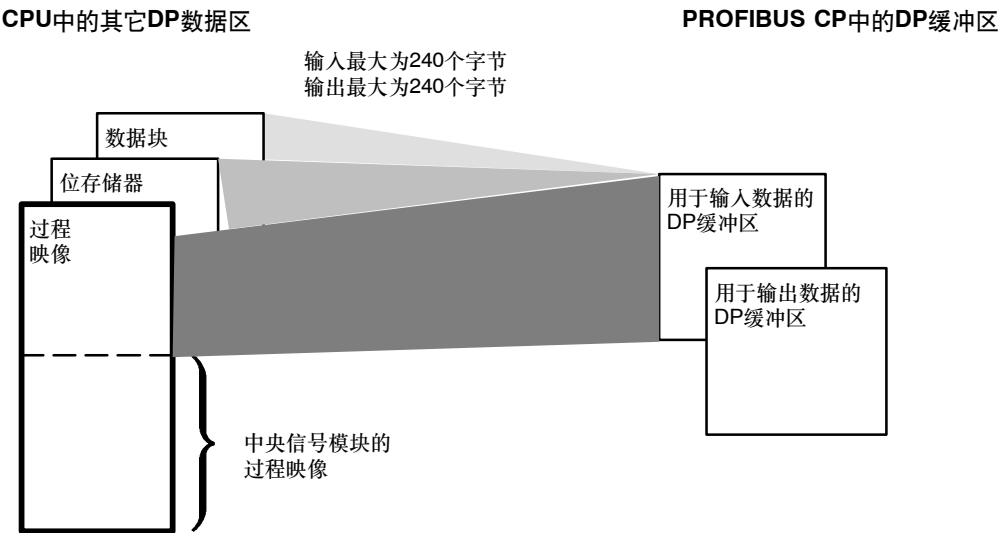 CPU中的其它DP数据区
PROFIBUS CP中的DP缓冲区
输入最大为240个字节
输出最大为240个字节
数据块
位存储器
过程
映像
用于输入数据的
DP缓冲区
用于输出数据的
DP缓冲区
中央信号模块的
过程映像